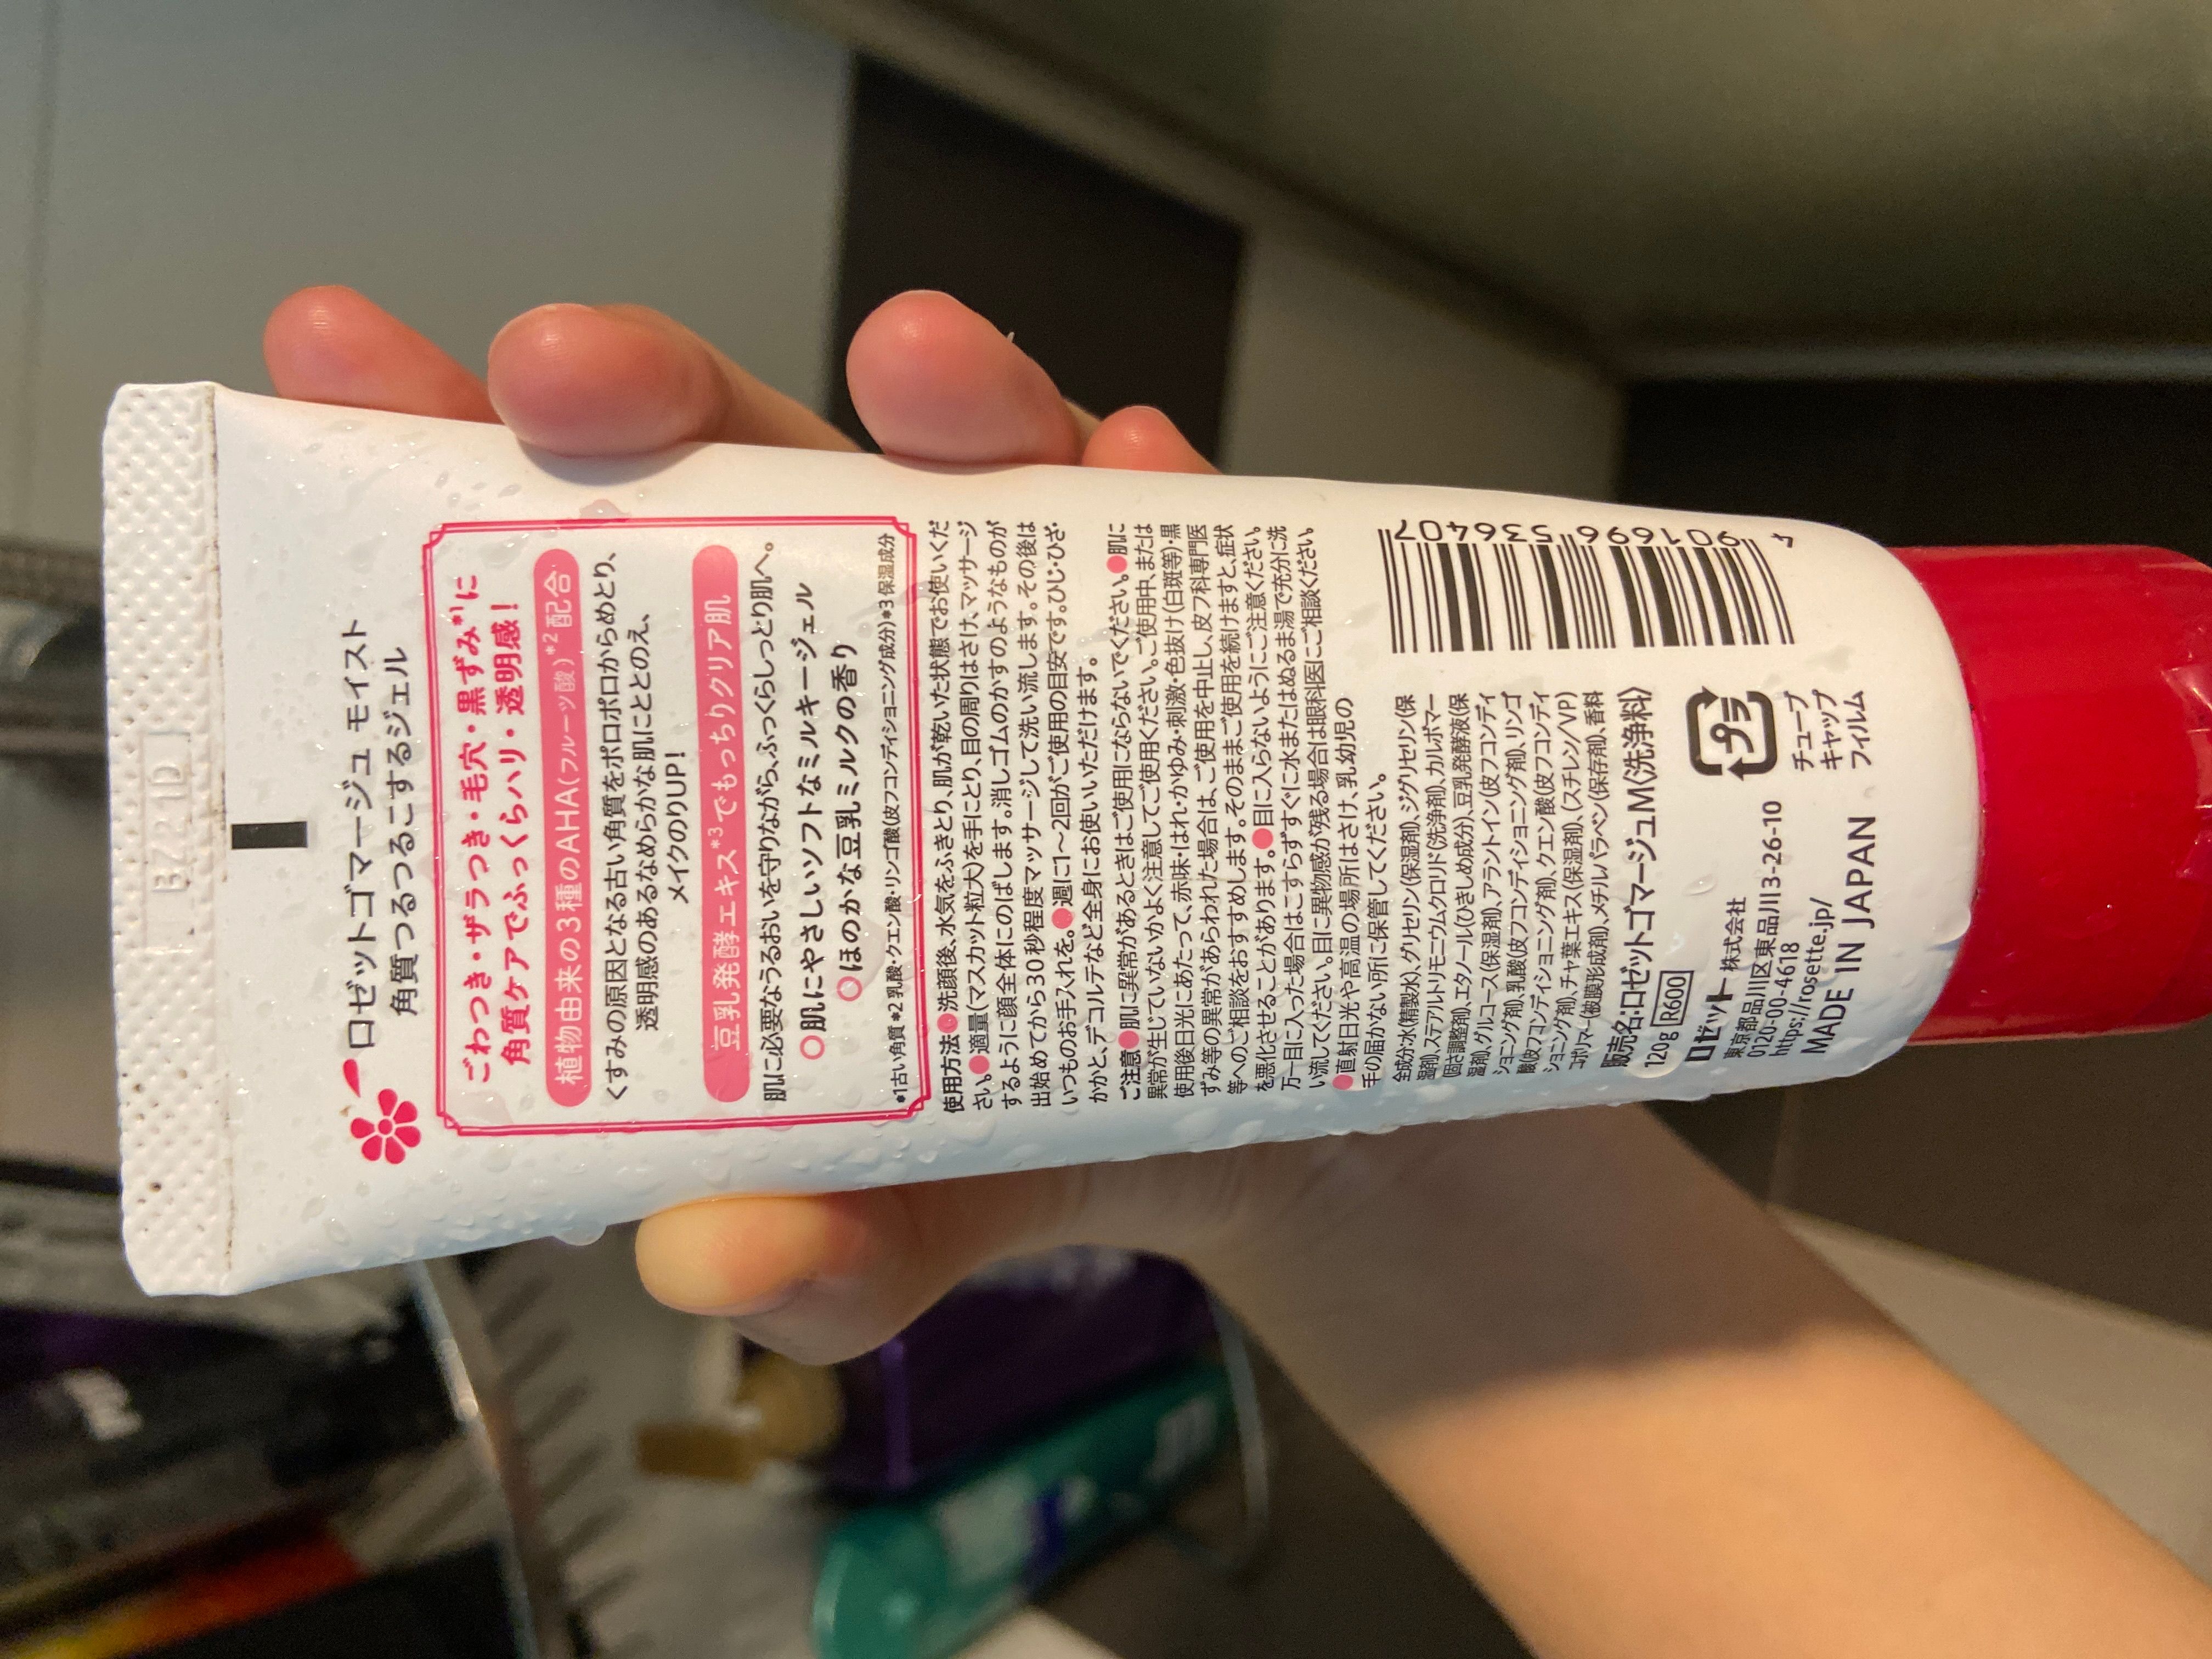 ロゼットゴマージュ モイスト
角質つるつるこするジェル
ごわつき・ザラつき・毛穴・黒ずみ*1に
角質ケアでふっくらハリ・透明感!
植物由来の3種のAHA(フルーツ酸)*2配合
くすみの原因となる古い角質をポロポロからめとり、
透明感のあるなめらかな肌にととのえ、
メイクのりUP!
豆乳発酵エキス*3でもっちりクリア肌
肌に必要なうるおいを守りながら、ふっくらしっとり肌へ。
○肌にやさしいソフトなミルキージェル
○ほのかな豆乳ミルクの香り
*1古い角質 *2 乳酸・クエン酸・リンゴ酸(皮フコンディショニング成分)*3 保湿成分
使用方法●洗顔後、水気をふきとり、肌が乾いた状態でお使いくだ
さい。●適量(マスカット粒大)を手にとり、目の周りはさけ、マッサージ
するように顔全体にのばします。消しゴムのかすのようなものが
出始めてから30秒程度マッサージして洗い流します。その後は
いつものお手入れを。●週に1~2回がご使用の目安です。ひじ・ひざ・
かかと、デコルテなど全身にお使いいただけます。
ご注意●肌に異常があるときはご使用にならないでください。●肌に
異常が生じていないかよく注意してご使用ください。ご使用中、または
使用後日光にあたって、赤味・はれ・かゆみ・刺激・色抜け(白斑等)・黒
ずみ等の異常があらわれた場合は、ご使用を中止し、皮フ科専門医
等へのご相談をおすすめします。そのままご使用を続けますと、症状
を悪化させることがあります。●目に入らないようにご注意ください。
万一目に入った場合はこすらずすぐに水またはぬるま湯で充分に洗
い流してください。目に異物感が残る場合は眼科医にご相談ください。
●直射日光や高温の場所はさけ、乳幼児の
手の届かない所に保管してください。
全成分:水(精製水)、グリセリン(保湿剤)、ジグリセリン(保
湿剤)、ステアルトリモニウムクロリド(洗浄剤)、カルボマー
(固さ調整剤)、エタノール(ひきしめ成分)、豆乳発酵液(保
湿剤)、グルコース(保湿剤)、アラントイン(皮フコンディ
ショニング剤)、乳酸(皮フコンディショニング剤)、リンゴ
酸(皮フコンディショニング剤)、クエン酸(皮フコンディ
ショニング剤)、チャ葉エキス(保湿剤)、(スチレン/VP)
コポリマー(被膜形成剤)、メチルパラベン(保存剤)、香料
販売名:ロゼットゴマージュM〈洗浄料〉
120g R600
ロゼット 株式会社
東京都品川区東品川3-26-10
0120-00-4618
https://rosette.jp/
MADE IN JAPAN
プラ
チューブ
キャップ
フィルム
4 901696 536407